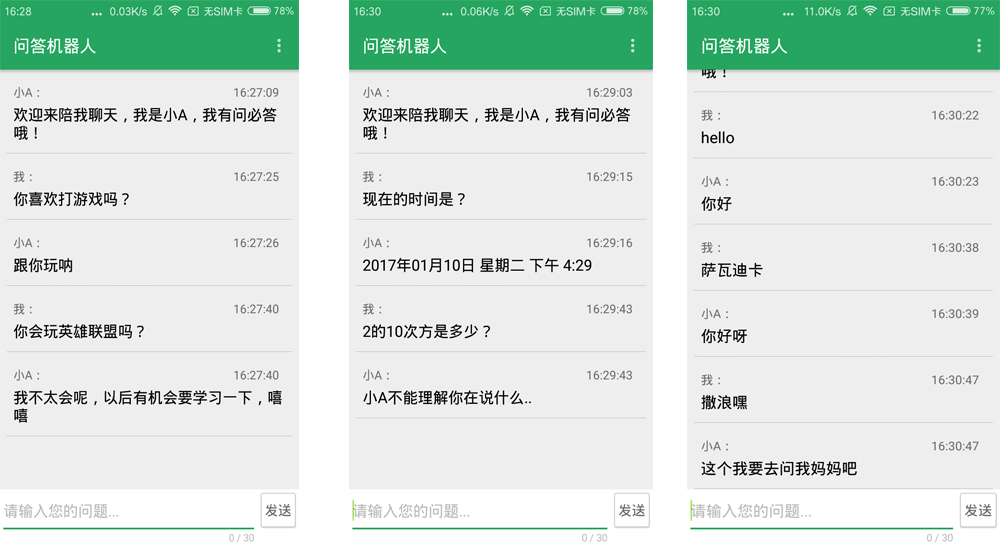 16:28 ... 0.03K/s 无SIM卡 78%
问答机器人
小A： 16:27:09
欢迎来陪我聊天，我是小A，我有问必答
哦！
我： 16:27:25
你喜欢打游戏吗？
小A： 16:27:26
跟你玩呐
我： 16:27:40
你会玩英雄联盟吗？
小A： 16:27:40
我不太会呢，以后有机会要学习一下，嘻
嘻
请输入您的问题... 发送
0 / 30
16:30 ... 0.06K/s 无SIM卡 78%
问答机器人
小A： 16:29:03
欢迎来陪我聊天，我是小A，我有问必答
哦！
我： 16:29:15
现在的时间是？
小A： 16:29:16
2017年01月10日 星期二 下午 4:29
我： 16:29:43
2的10次方是多少？
小A： 16:29:43
小A不能理解你在说什么..
请输入您的问题... 发送
0 / 30
16:30 ... 11.0K/s 无SIM卡 77%
问答机器人
哦！
我： 16:30:22
hello
小A： 16:30:23
你好
我： 16:30:38
萨瓦迪卡
小A： 16:30:39
你好呀
我： 16:30:47
撒浪嘿
小A： 16:30:47
这个我要去问我妈妈吧
请输入您的问题... 发送
0 / 30